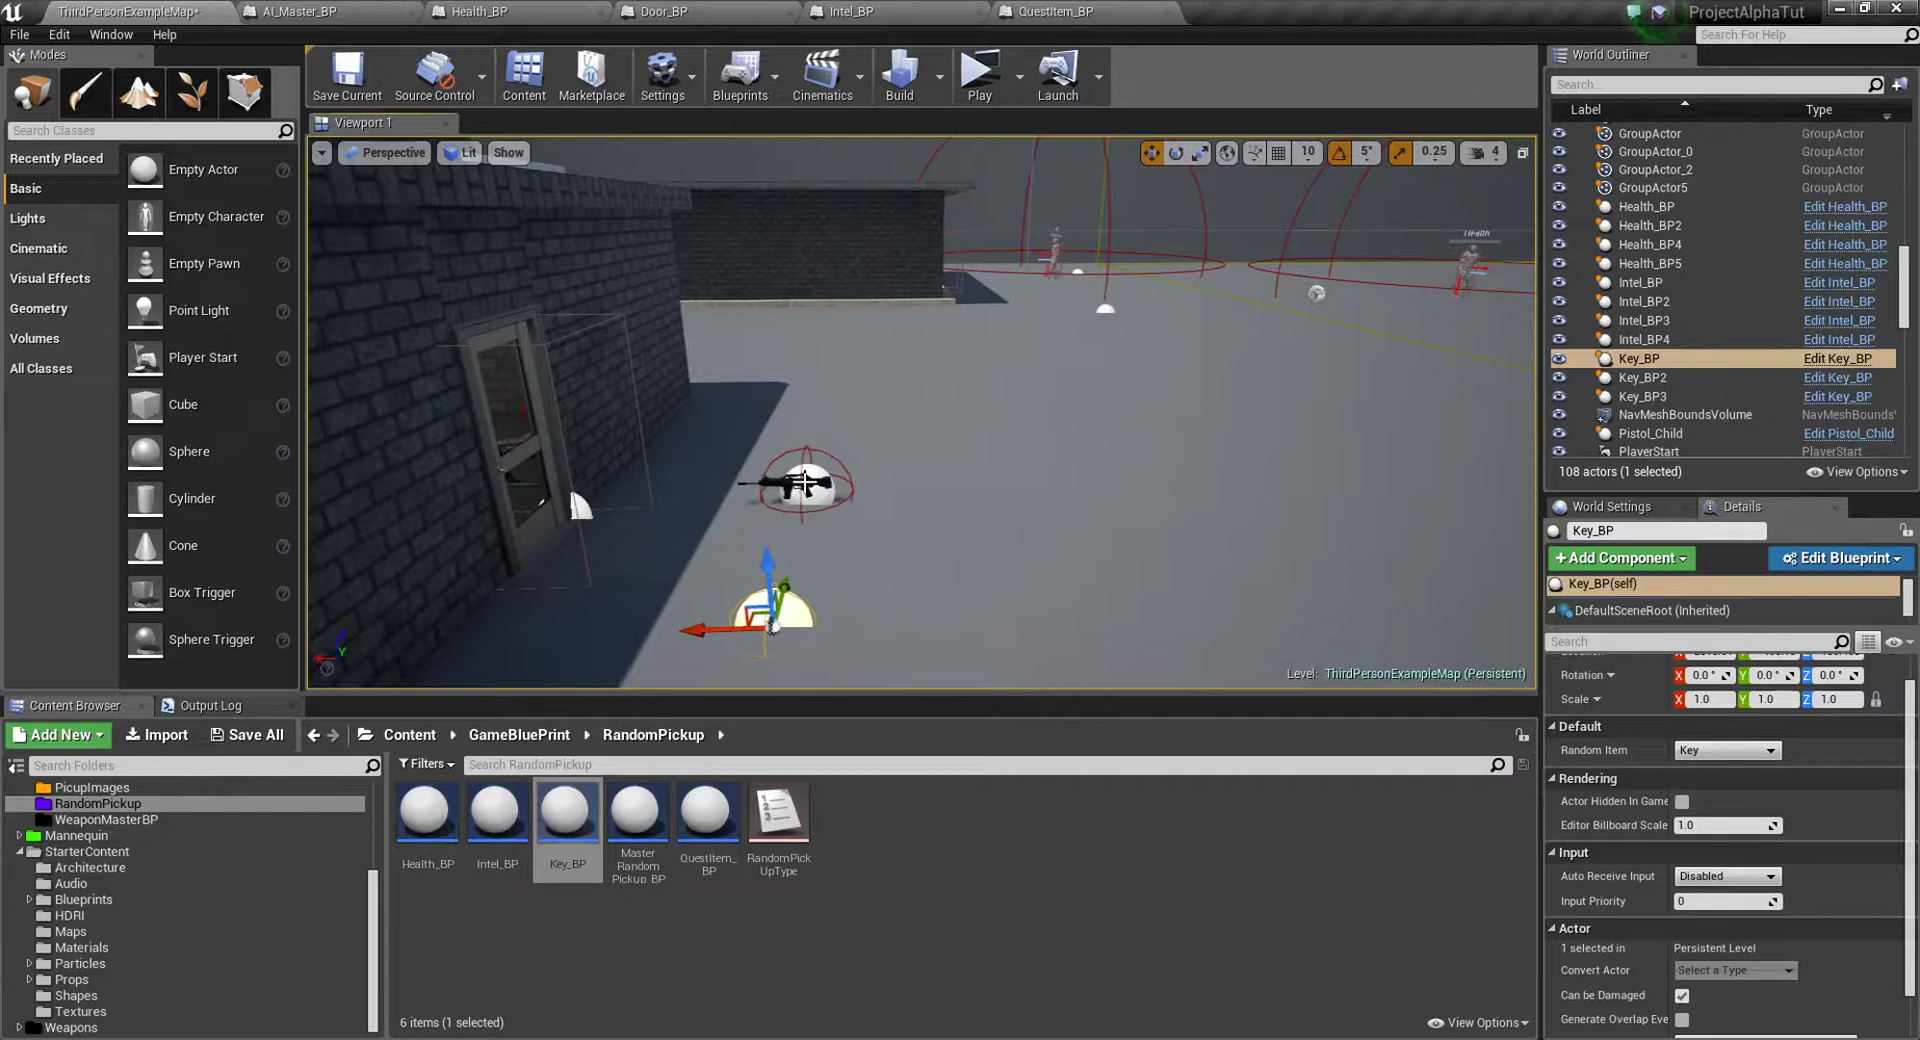 ThirdPersonExampleMap*
AI_Master_BP
Health_BP
Door_BP
Intel_BP
QuestItem_BP
ProjectAlphaTut
File Edit Window Help
Search For Help
Modes
Save Current
Source Control
Content
Marketplace
Settings
Blueprints
Cinematics
Build
Play
Launch
World Outliner
Search...
Label Type
Search Classes
Viewport 1
Recently Placed
Basic
Lights
Cinematic
Visual Effects
Geometry
Volumes
All Classes
Empty Actor
Empty Character
Empty Pawn
Point Light
Player Start
Cube
Sphere
Cylinder
Cone
Box Trigger
Sphere Trigger
Perspective
Lit
Show
10
5°
0.25
4
Health
Y
Level: ThirdPersonExampleMap (Persistent)
GroupActor GroupActor
GroupActor_0 GroupActor
GroupActor_2 GroupActor
GroupActor5 GroupActor
Health_BP Edit Health_BP
Health_BP2 Edit Health_BP
Health_BP4 Edit Health_BP
Health_BP5 Edit Health_BP
Intel_BP Edit Intel_BP
Intel_BP2 Edit Intel_BP
Intel_BP3 Edit Intel_BP
Intel_BP4 Edit Intel_BP
Key_BP Edit Key_BP
Key_BP2 Edit Key_BP
Key_BP3 Edit Key_BP
NavMeshBoundsVolume NavMeshBounds
Pistol_Child Edit Pistol_Child
PlayerStart PlayerStart
108 actors (1 selected)
View Options
World Settings
Details
Key_BP
+Add Component
Edit Blueprint
Key_BP(self)
DefaultSceneRoot (Inherited)
Search
Rotation X 0.0 ° Y 0.0 ° Z 0.0 °
Scale X 1.0 Y 1.0 Z 1.0
Default
Random Item Key
Rendering
Actor Hidden In Game
Editor Billboard Scale 1.0
Input
Auto Receive Input Disabled
Input Priority 0
Actor
1 selected in Persistent Level
Convert Actor Select a Type
Can be Damaged
Generate Overlap Eve
Content Browser
Output Log
Add New
Import
Save All
Content
GameBluePrint
RandomPickup
Search Folders
Filters
Search RandomPickup
PicupImages
RandomPickup
WeaponMasterBP
Mannequin
StarterContent
Architecture
Audio
Blueprints
HDRI
Maps
Materials
Particles
Props
Shapes
Textures
Weapons
Health_BP
Intel_BP
Key_BP
Master
Random
Pickup_BP
QuestItem_
BP
RandomPick
UpType
1
2
3
6 items (1 selected)
View Options